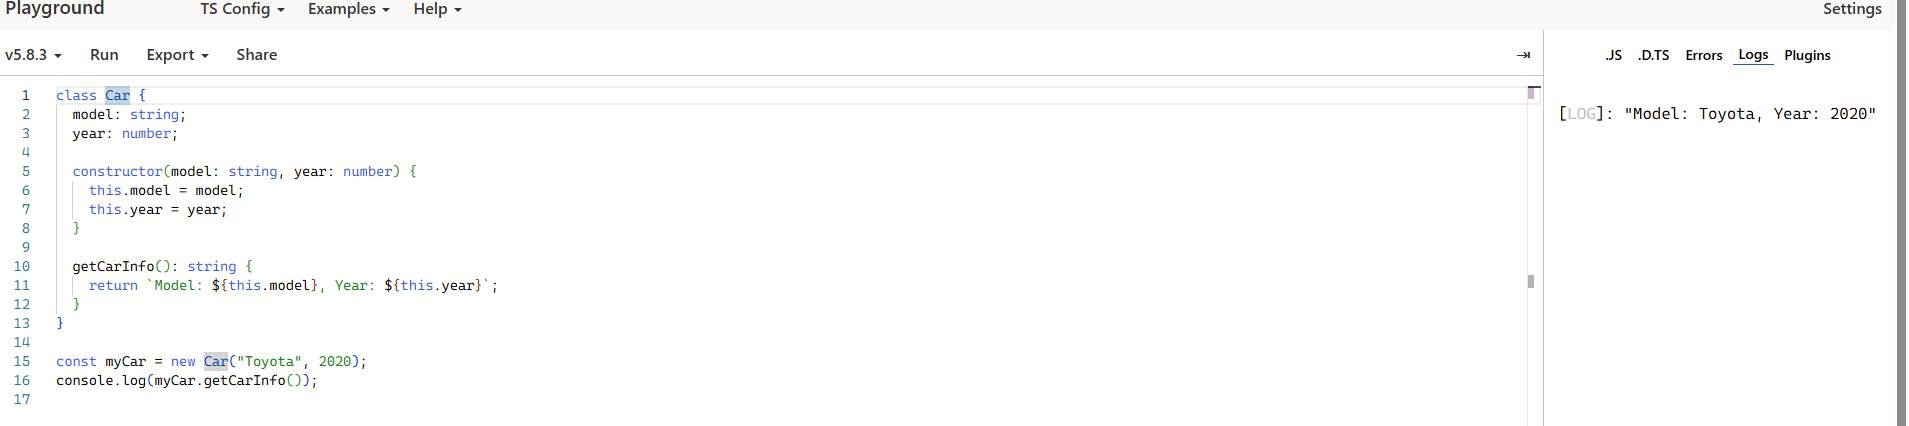 Playground TS Config Examples Help Settings
v5.8.3 Run Export Share .JS .D.TS Errors Logs Plugins
1 class Car {
2   model: string;
3   year: number;
4
5   constructor(model: string, year: number) {
6     this.model = model;
7     this.year = year;
8   }
9
10   getCarInfo(): string {
11     return `Model: ${this.model}, Year: ${this.year}`;
12   }
13 }
14
15 const myCar = new Car("Toyota", 2020);
16 console.log(myCar.getCarInfo());
17
[LOG]: "Model: Toyota, Year: 2020"